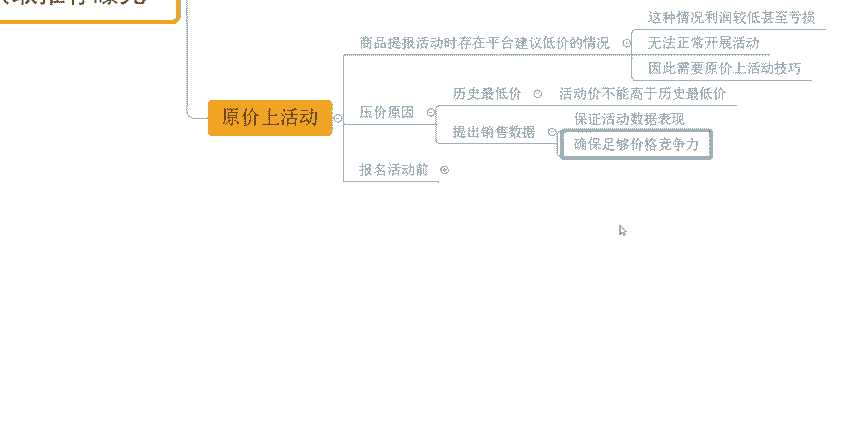 这种情况利润较低甚至亏损
商品提报活动时存在平台建议低价的情况
无法正常开展活动
因此需要原价上活动技巧
原价上活动
历史最低价
活动价不能高于历史最低价
压价原因
保证活动数据表现
提出销售数据
确保足够价格竞争力
报名活动前